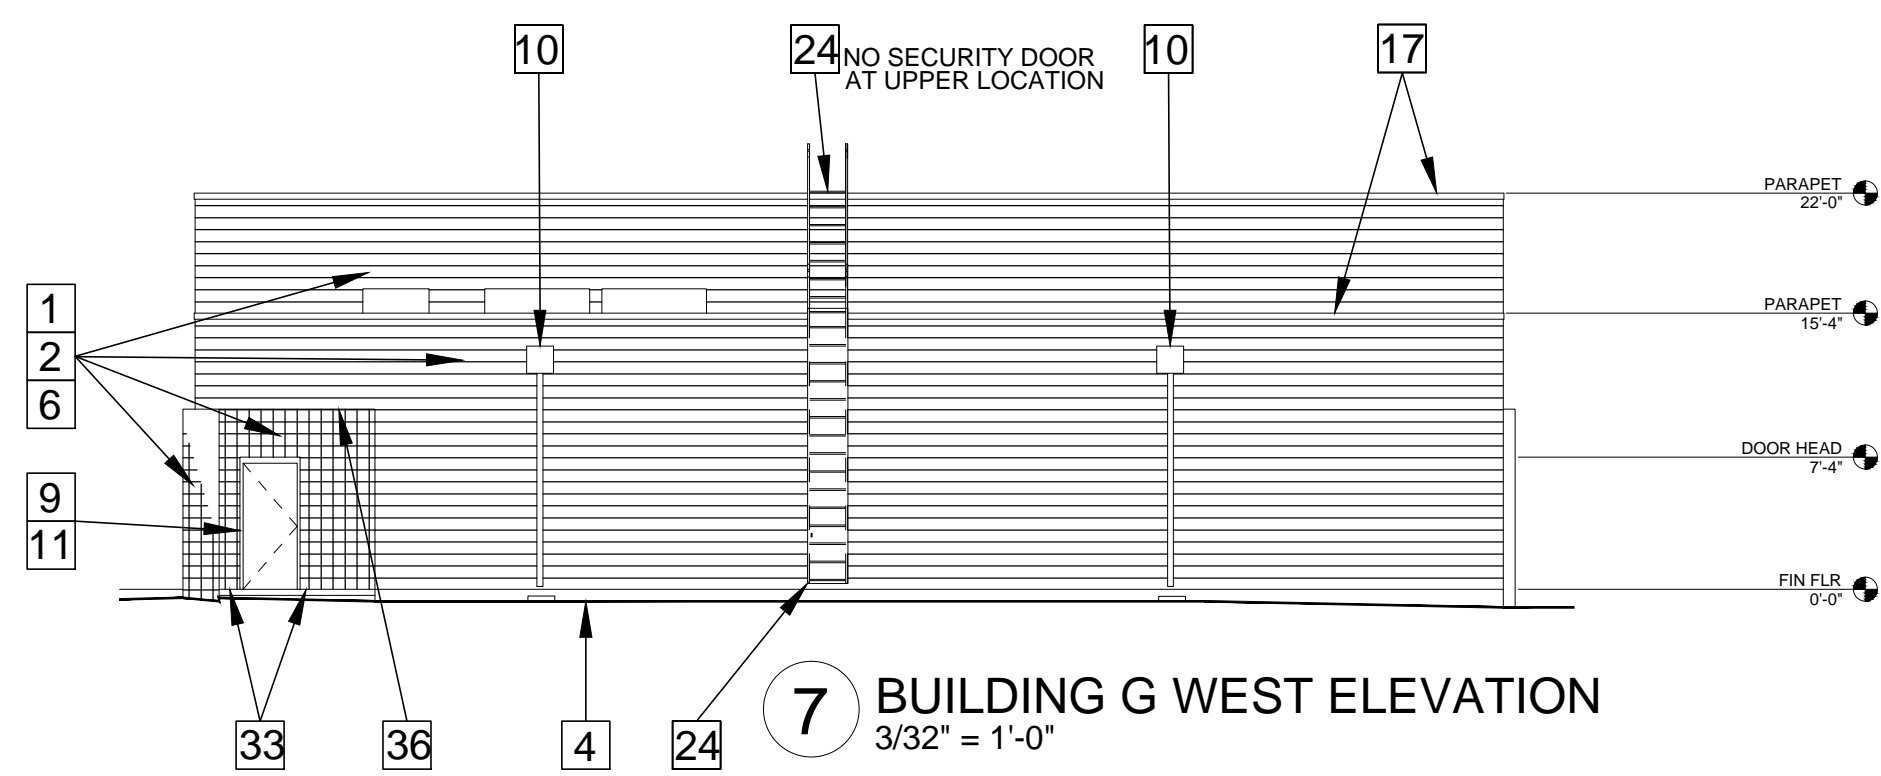 10
24 NO SECURITY DOOR
AT UPPER LOCATION
10
17
PARAPET
22'-0"
1
2
6
PARAPET
15'-4"
DOOR HEAD
7'-4"
9
11
FIN FLR
0'-0"
33
36
4
24
7 BUILDING G WEST ELEVATION
3/32" = 1'-0"